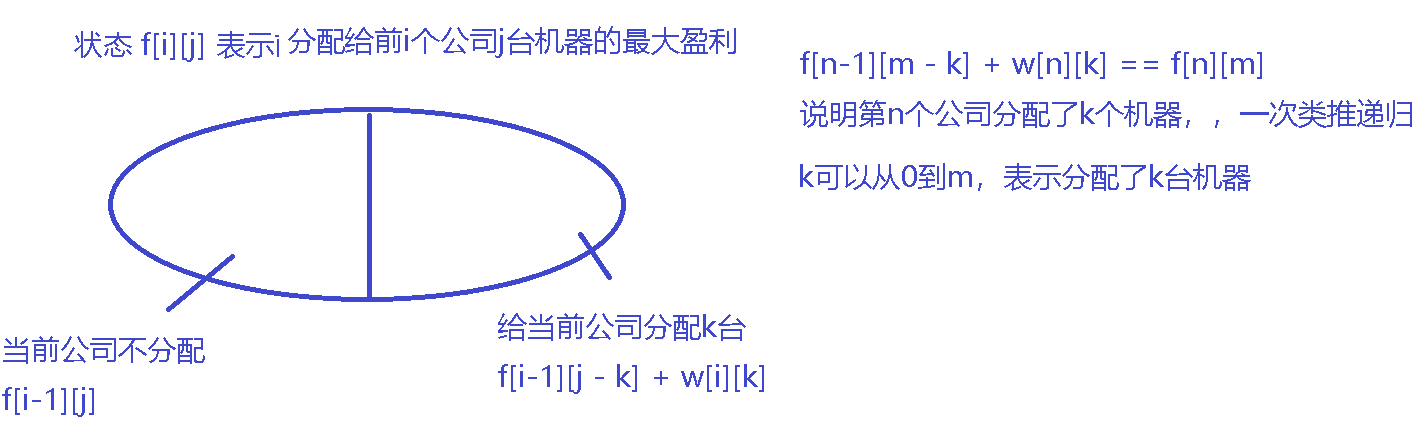 状态 f[i][j] 表示i 分配给前i个公司j台机器的最大盈利
f[n-1][m - k] + w[n][k] == f[n][m]
说明第n个公司分配了k个机器，，一次类推递归
k可以从0到m，表示分配了k台机器
当前公司不分配
f[i-1][j]
给当前公司分配k台
f[i-1][j - k] + w[i][k]